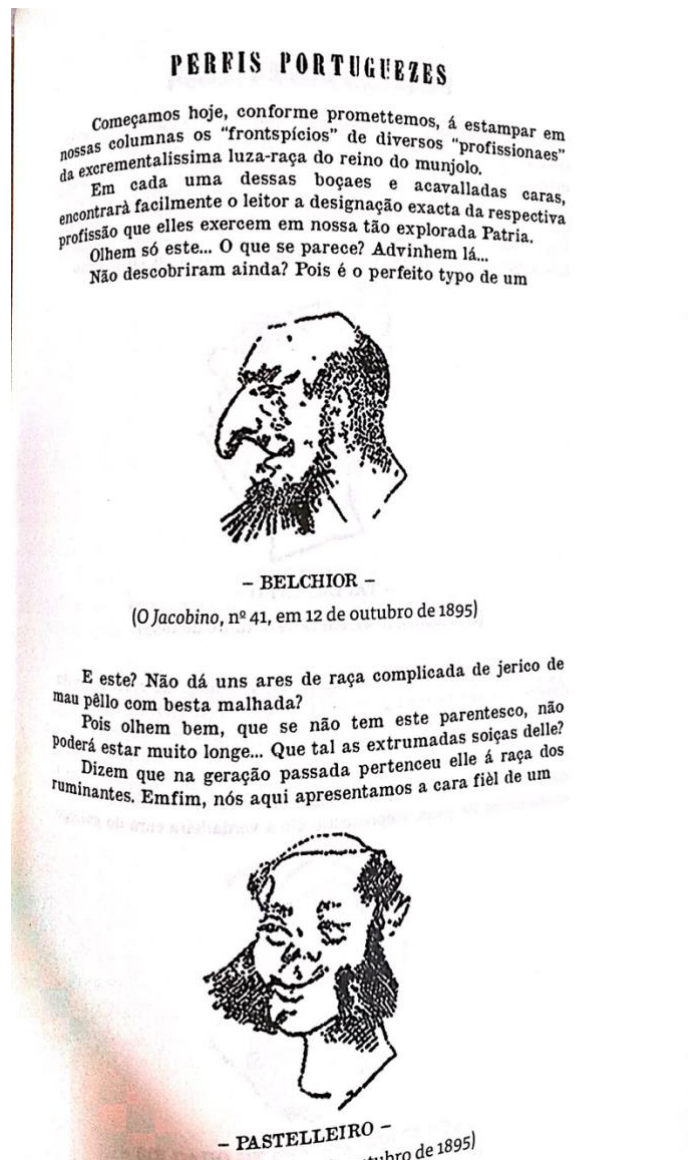 PERFIS PORTUGUEZES
Começamos hoje, conforme promettemos, á estampar em
nossas columnas os "frontspícios" de diversos "profissionaes"
da excrementalissima luza-raça do reino do munjolo.
Em cada uma dessas boçaes e acavalladas caras,
encontrarà facilmente o leitor a designação exacta da respectiva
profissão que elles exercem em nossa tão explorada Patria.
Olhem só este... O que se parece? Advinhem lá...
Não descobriram ainda? Pois é o perfeito typo de um
– BELCHIOR –
(O Jacobino, nº 41, em 12 de outubro de 1895)
E este? Não dá uns ares de raça complicada de jerico de
mau pêllo com besta malhada?
Pois olhem bem, que se não tem este parentesco, não
poderá estar muito longe... Que tal as extrumadas soiças delle?
Dizem que na geração passada pertenceu elle á raça dos
ruminantes. Emfim, nós aqui apresentamos a cara fièl de um
– PASTELLEIRO –
de 1895)